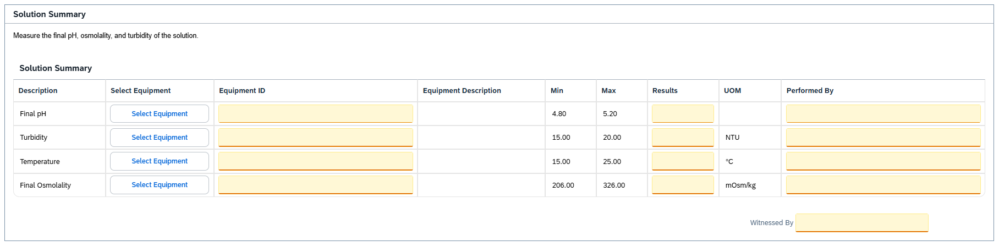 Solution Summary
Measure the final pH, osmolality, and turbidity of the solution.
Solution Summary
Description Select Equipment Equipment ID Equipment Description Min Max Results UOM Performed By
Final pH Select Equipment 4.80 5.20
Turbidity Select Equipment 15.00 20.00 NTU
Temperature Select Equipment 15.00 25.00 °C
Final Osmolality Select Equipment 206.00 326.00 mOsm/kg
Witnessed By